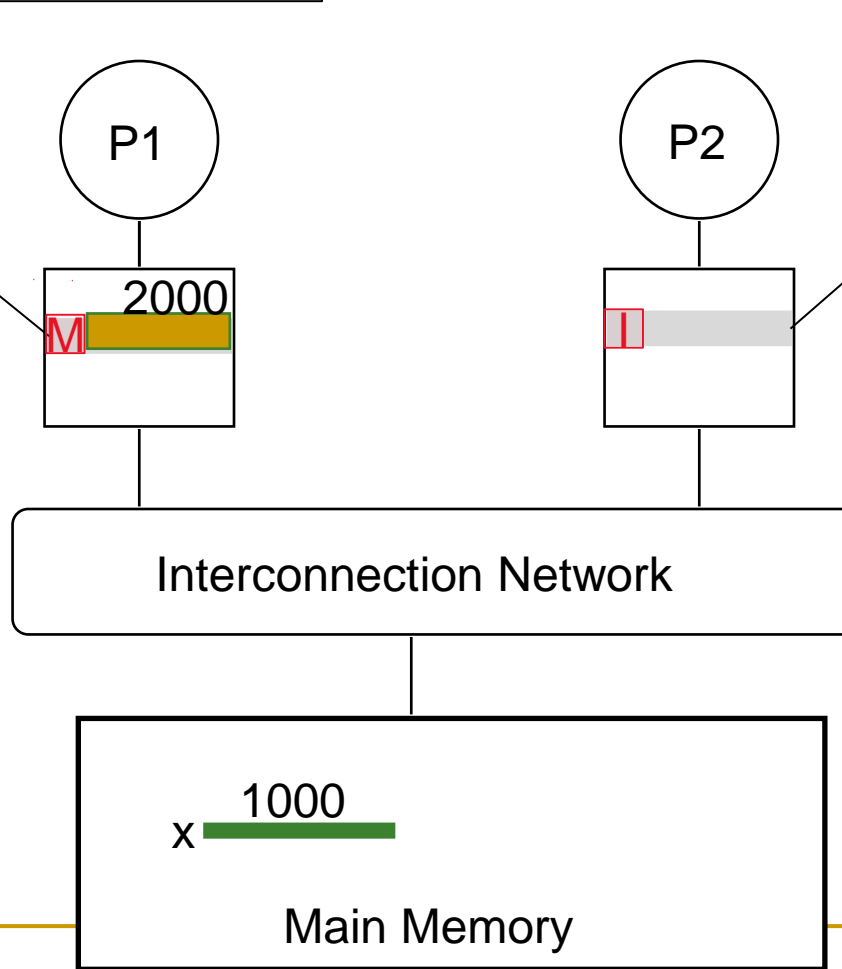 P1
P2
2000
M
I
Interconnection Network
1000
x
Main Memory